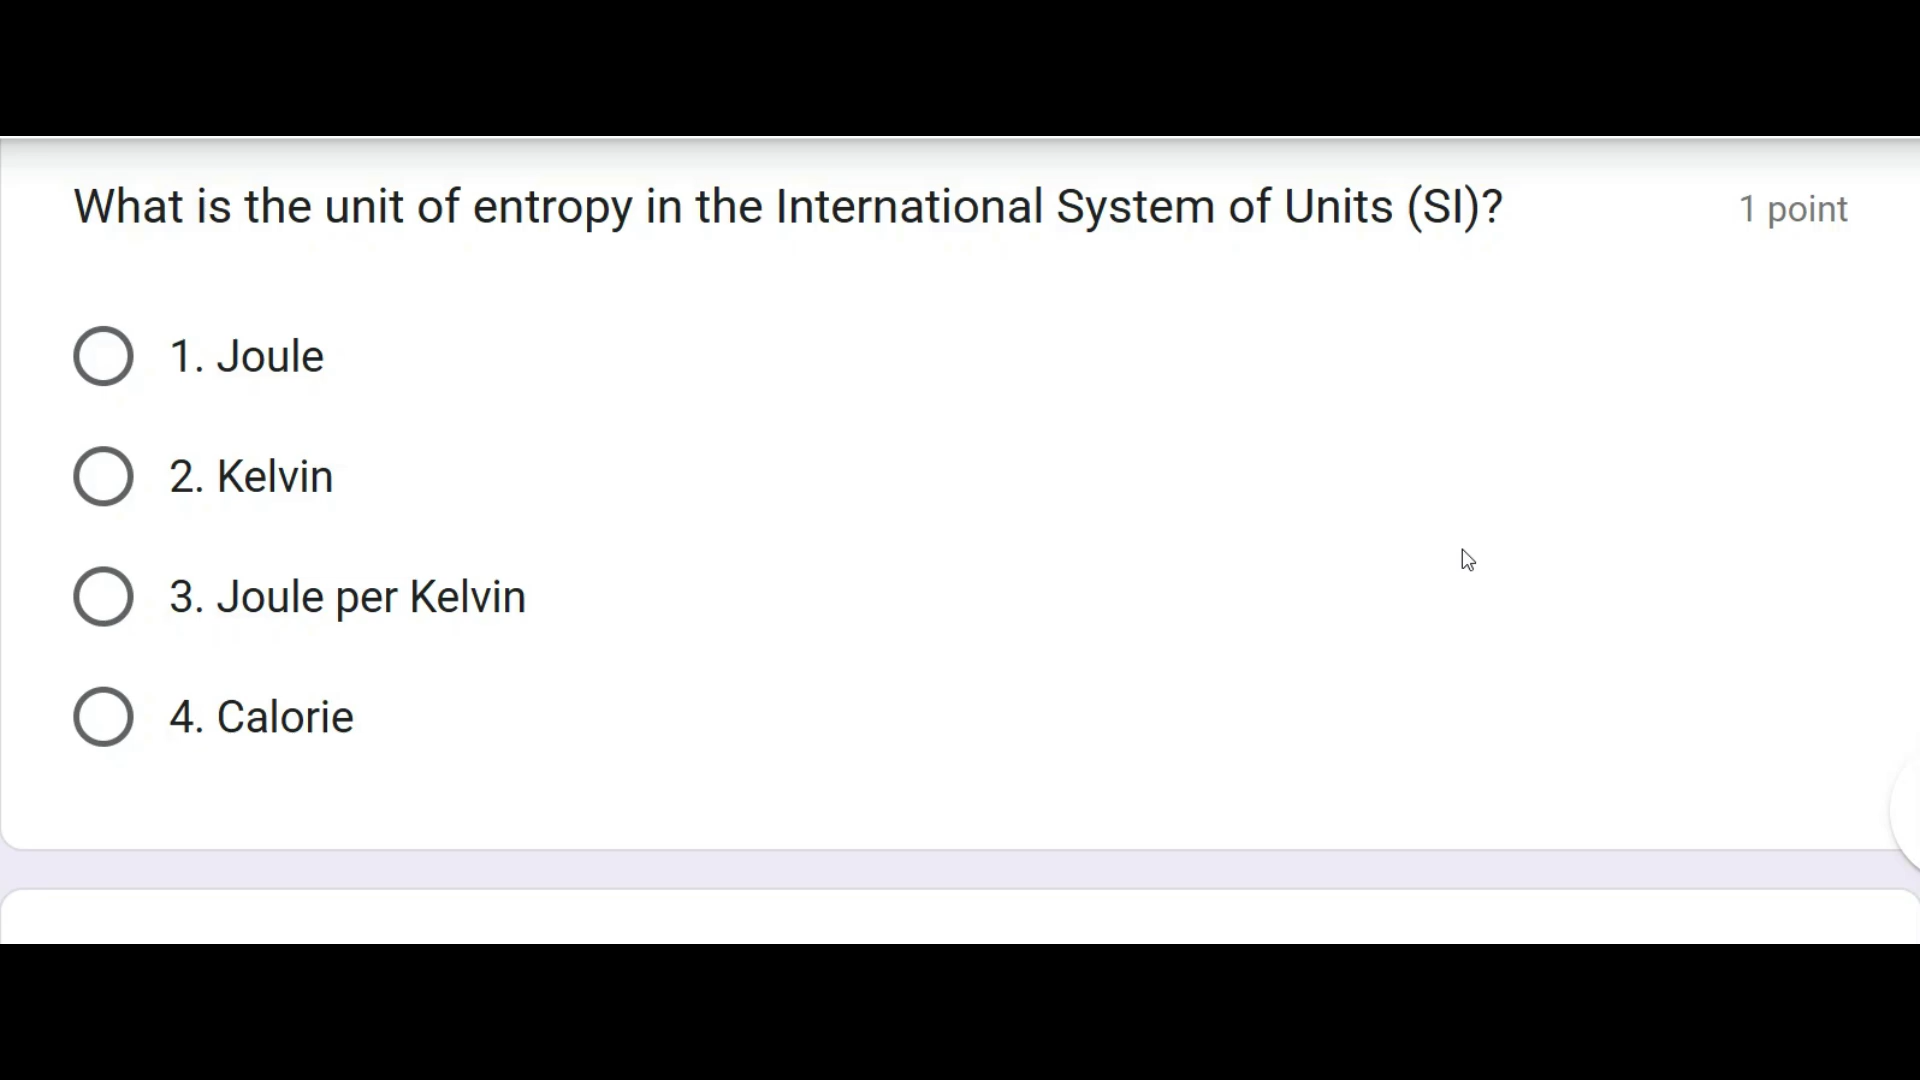 What is the unit of entropy in the International System of Units (SI)? 1 point
1. Joule
2. Kelvin
3. Joule per Kelvin
4. Calorie